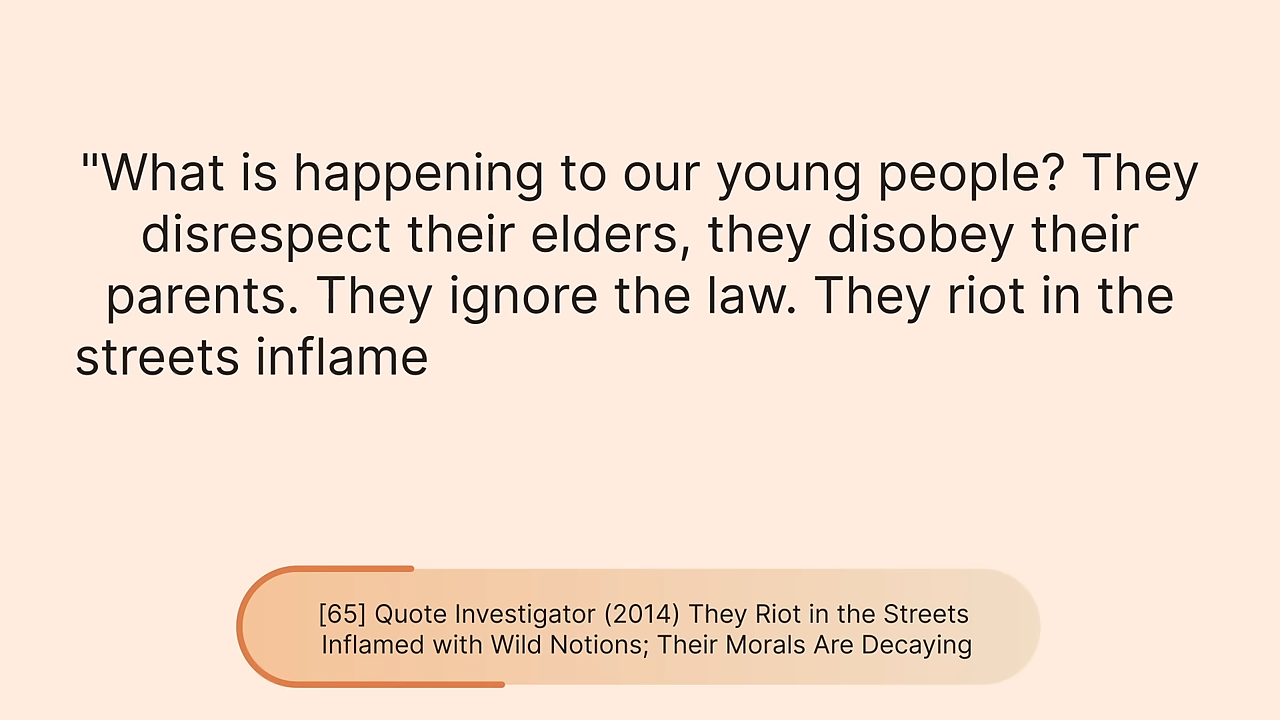 "What is happening to our young people? They
disrespect their elders, they disobey their
parents. They ignore the law. They riot in the
streets inflame
[65] Quote Investigator (2014) They Riot in the Streets
Inflamed with Wild Notions; Their Morals Are Decaying